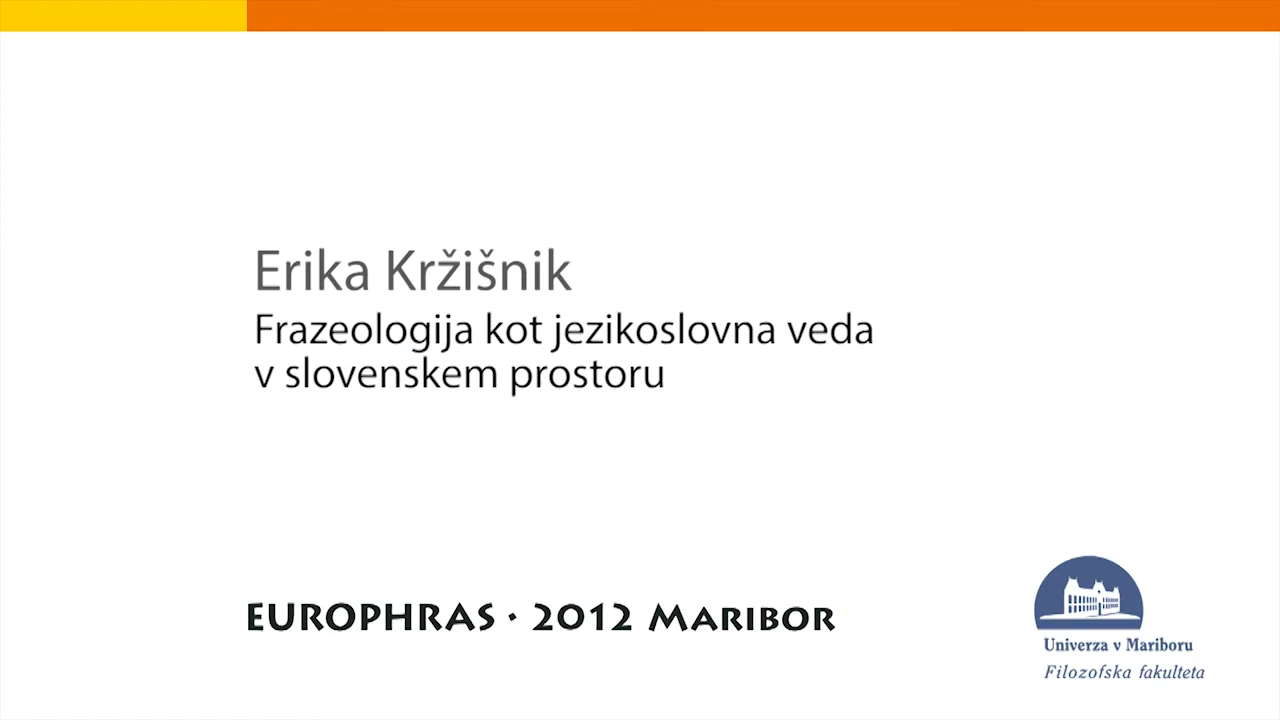 Erika Kržišnik
Frazeologija kot jezikoslovna veda
v slovenskem prostoru
EUROPHRAS · 2012 MARIBOR
Univerza v Mariboru
Filozofska fakulteta